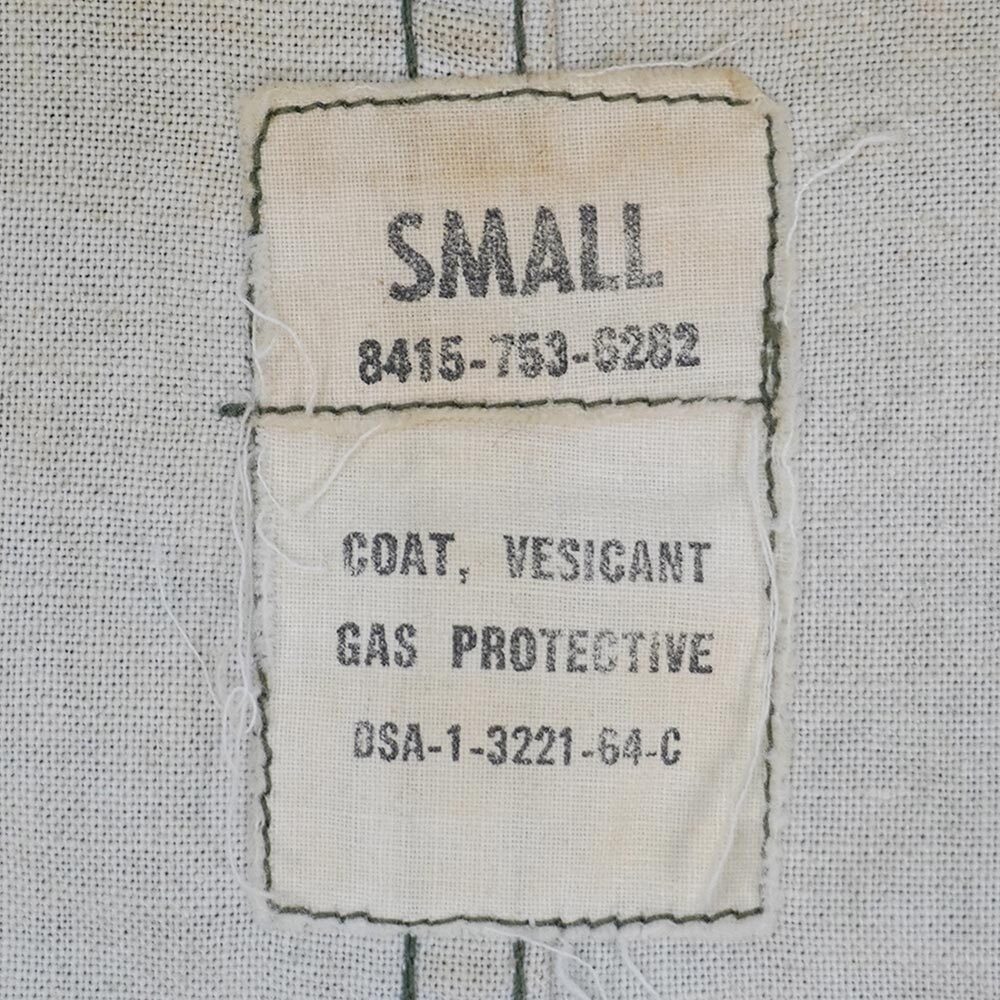 SMALL
8415-753-6282
COAT, VESICANT
GAS PROTECTIVE
DSA-1-3221-64-C